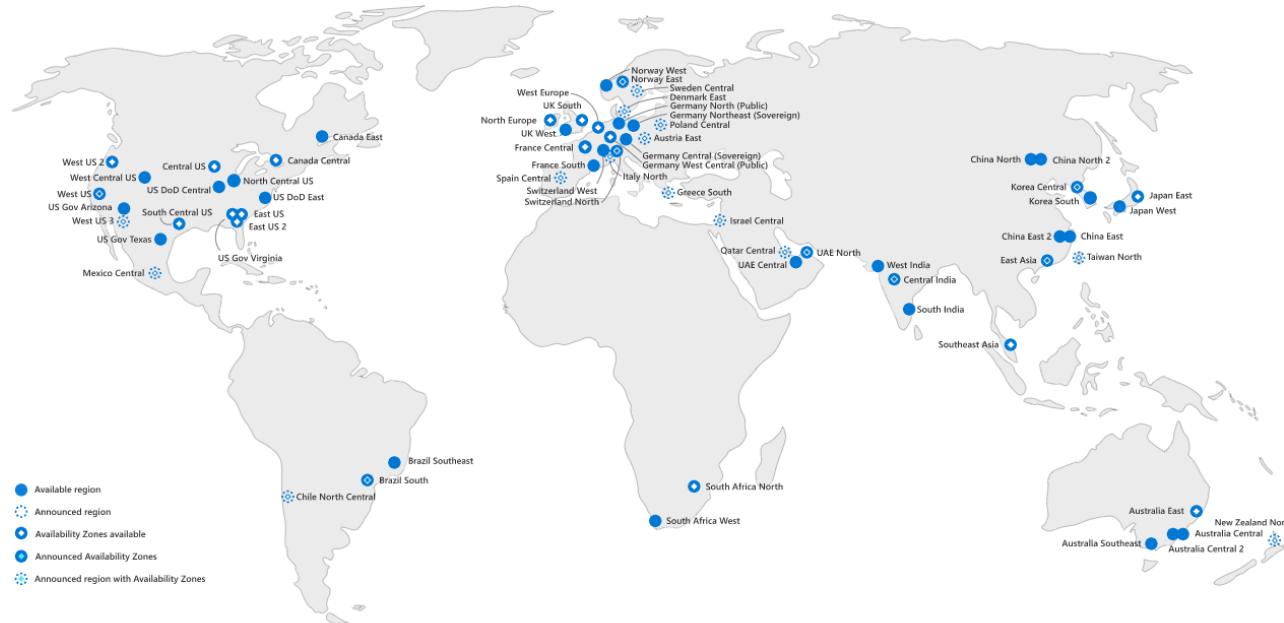 Norway West
Norway East
Sweden Central
Denmark East
West Europe
UK South
Germany North (Public)
Germany Northeast (Sovereign)
North Europe
Poland Central
UK West
Austria East
France Central
Germany Central (Sovereign)
Germany West Central (Public)
France South
Italy North
Spain Central
Switzerland West
Switzerland North
Greece South
Israel Central
Qatar Central
UAE North
UAE Central
Canada East
West US 2
Central US
Canada Central
West Central US
North Central US
US DoD Central
West US
US DoD East
US Gov Arizona
South Central US
East US
West US 3
East US 2
US Gov Texas
US Gov Virginia
Mexico Central
China North
China North 2
Korea Central
Korea South
Japan East
Japan West
China East 2
China East
East Asia
Taiwan North
West India
Central India
South India
Southeast Asia
Brazil Southeast
Brazil South
Chile North Central
South Africa North
South Africa West
Australia East
New Zealand Nor
Australia Southeast
Australia Central
Australia Central 2
Available region
Announced region
Availability Zones available
Announced Availability Zones
Announced region with Availability Zones